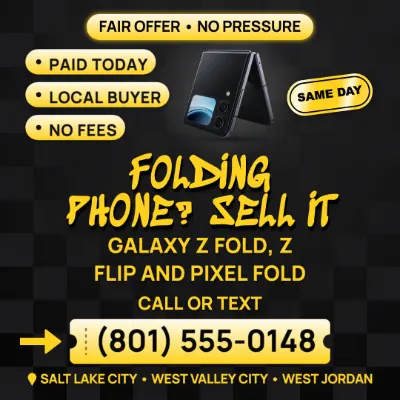 FAIR OFFER • NO PRESSURE
• PAID TODAY
• LOCAL BUYER
• NO FEES
SAME DAY
FOLDING
PHONE? SELL IT
GALAXY Z FOLD, Z
FLIP AND PIXEL FOLD
CALL OR TEXT
(801) 555-0148
SALT LAKE CITY • WEST VALLEY CITY • WEST JORDAN